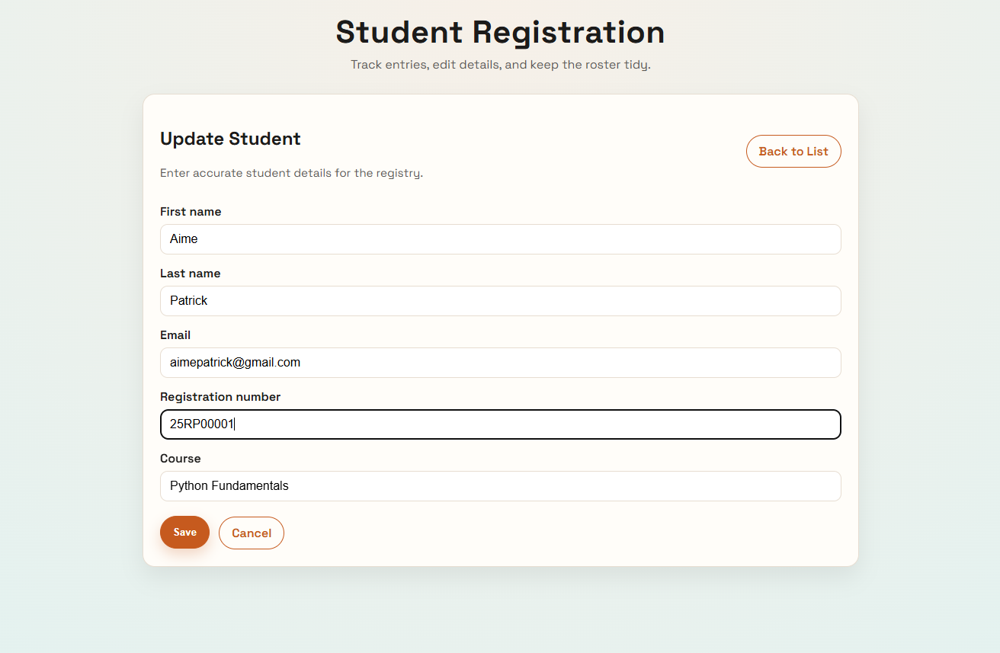 Student Registration
Track entries, edit details, and keep the roster tidy.
Update Student
Back to List
Enter accurate student details for the registry.
First name
Aime
Last name
Patrick
Email
aimepatrick@gmail.com
Registration number
25RP00001
Course
Python Fundamentals
Save
Cancel